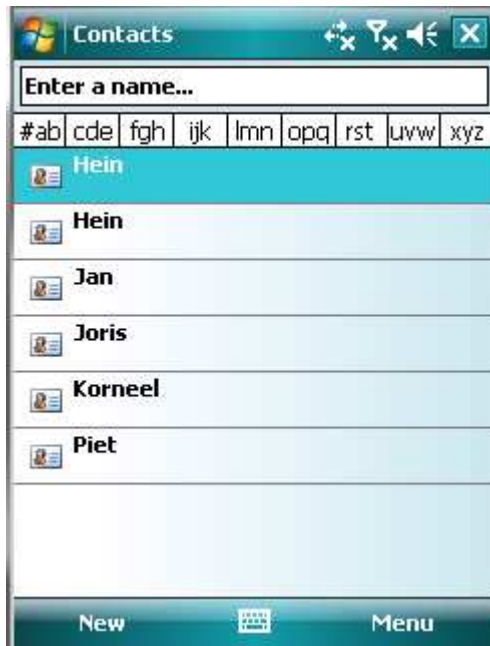 Contacts
Enter a name...
#ab cde fgh ijk lmn opq rst uvw xyz
Hein
Hein
Jan
Joris
Korneel
Piet
New Menu